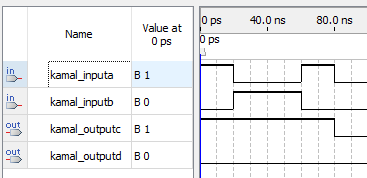 Name
Value at
0 ps
0 ps
40.0 ns
80.0 ns
0 ps
in
kamal_inputa
B 1
in
kamal_inputb
B 0
out
kamal_outputc
B 1
out
kamal_outputd
B 0